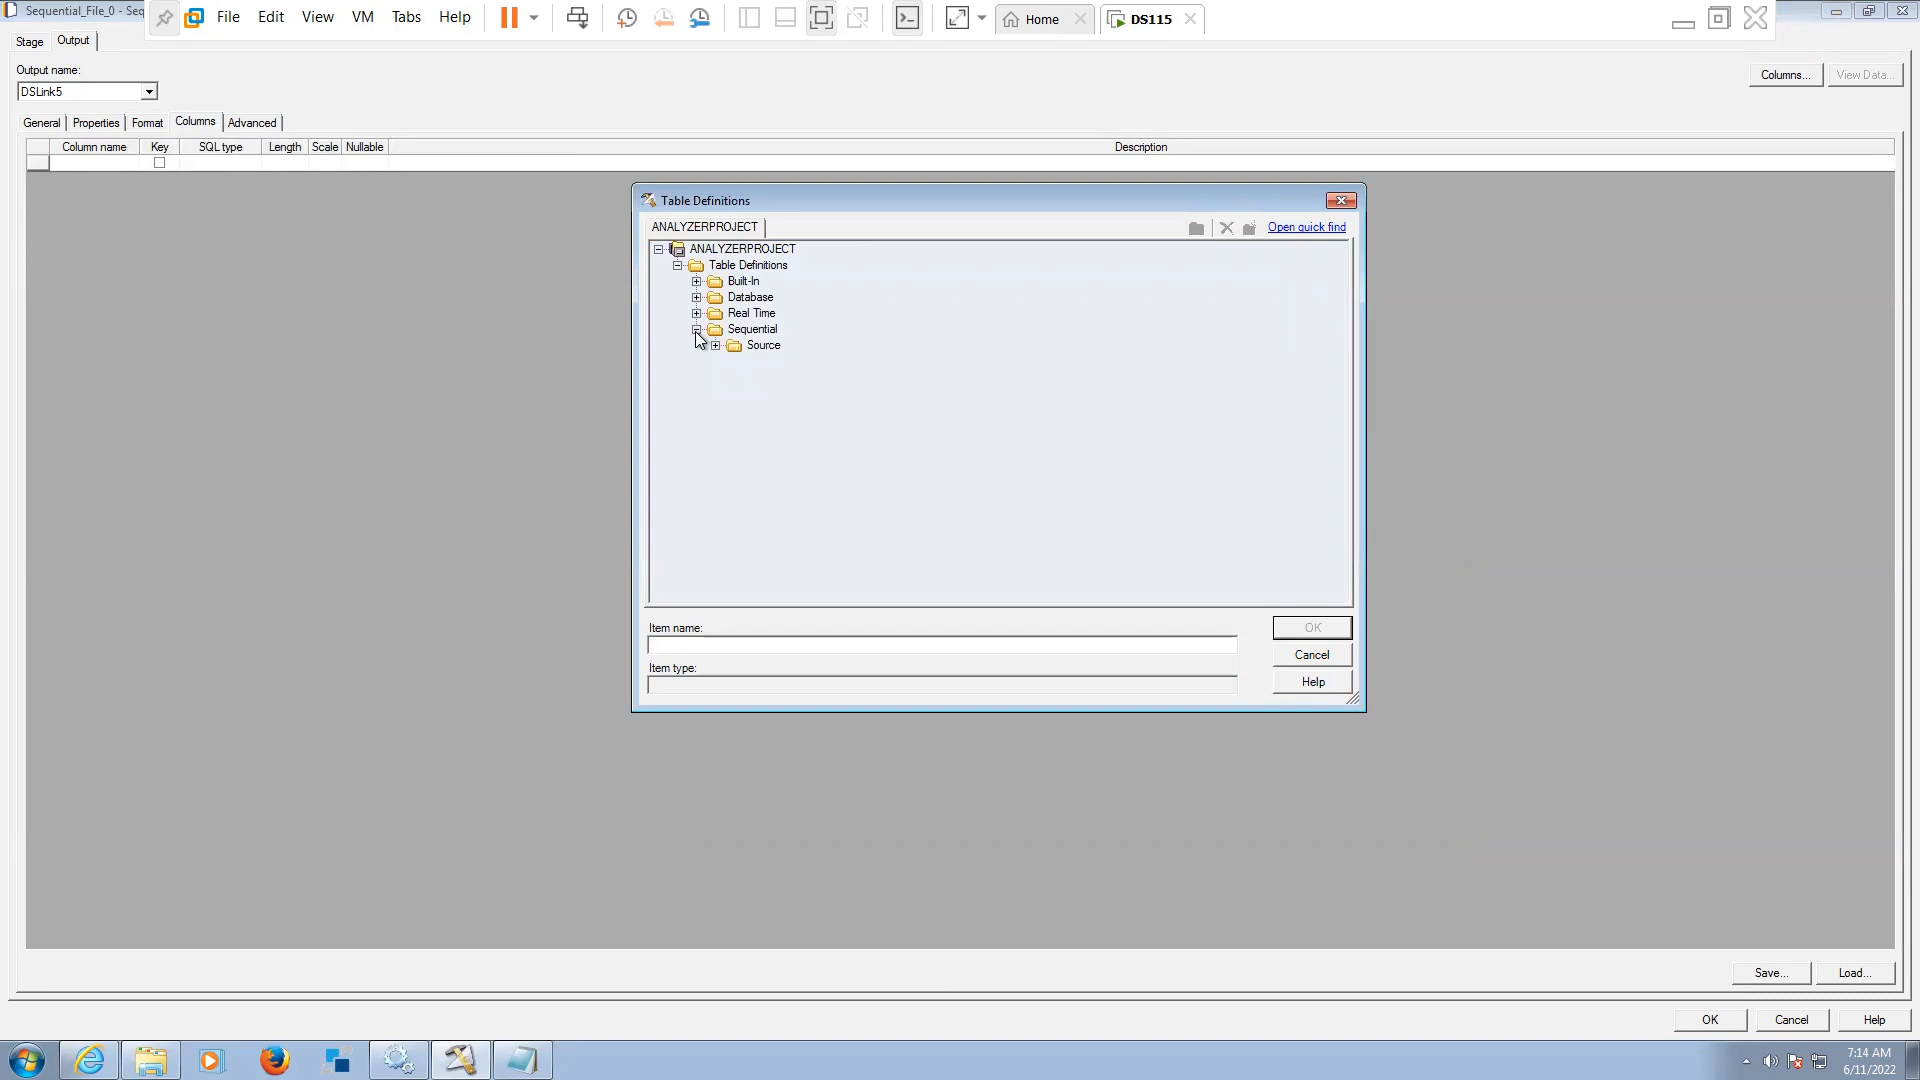 Sequential_File_0 - Seq
File Edit View VM Tabs Help
Home
DS115
Stage Output
Output name:
DSLink5
Columns... View Data...
General Properties Format Columns Advanced
Column name Key SQL type Length Scale Nullable Description
Table Definitions
ANALYZERPROJECT
Open quick find
ANALYZERPROJECT
Table Definitions
Built-In
Database
Real Time
Sequential
Source
Item name:
OK
Cancel
Item type:
Help
Save... Load...
OK Cancel Help
7:14 AM
6/11/2022